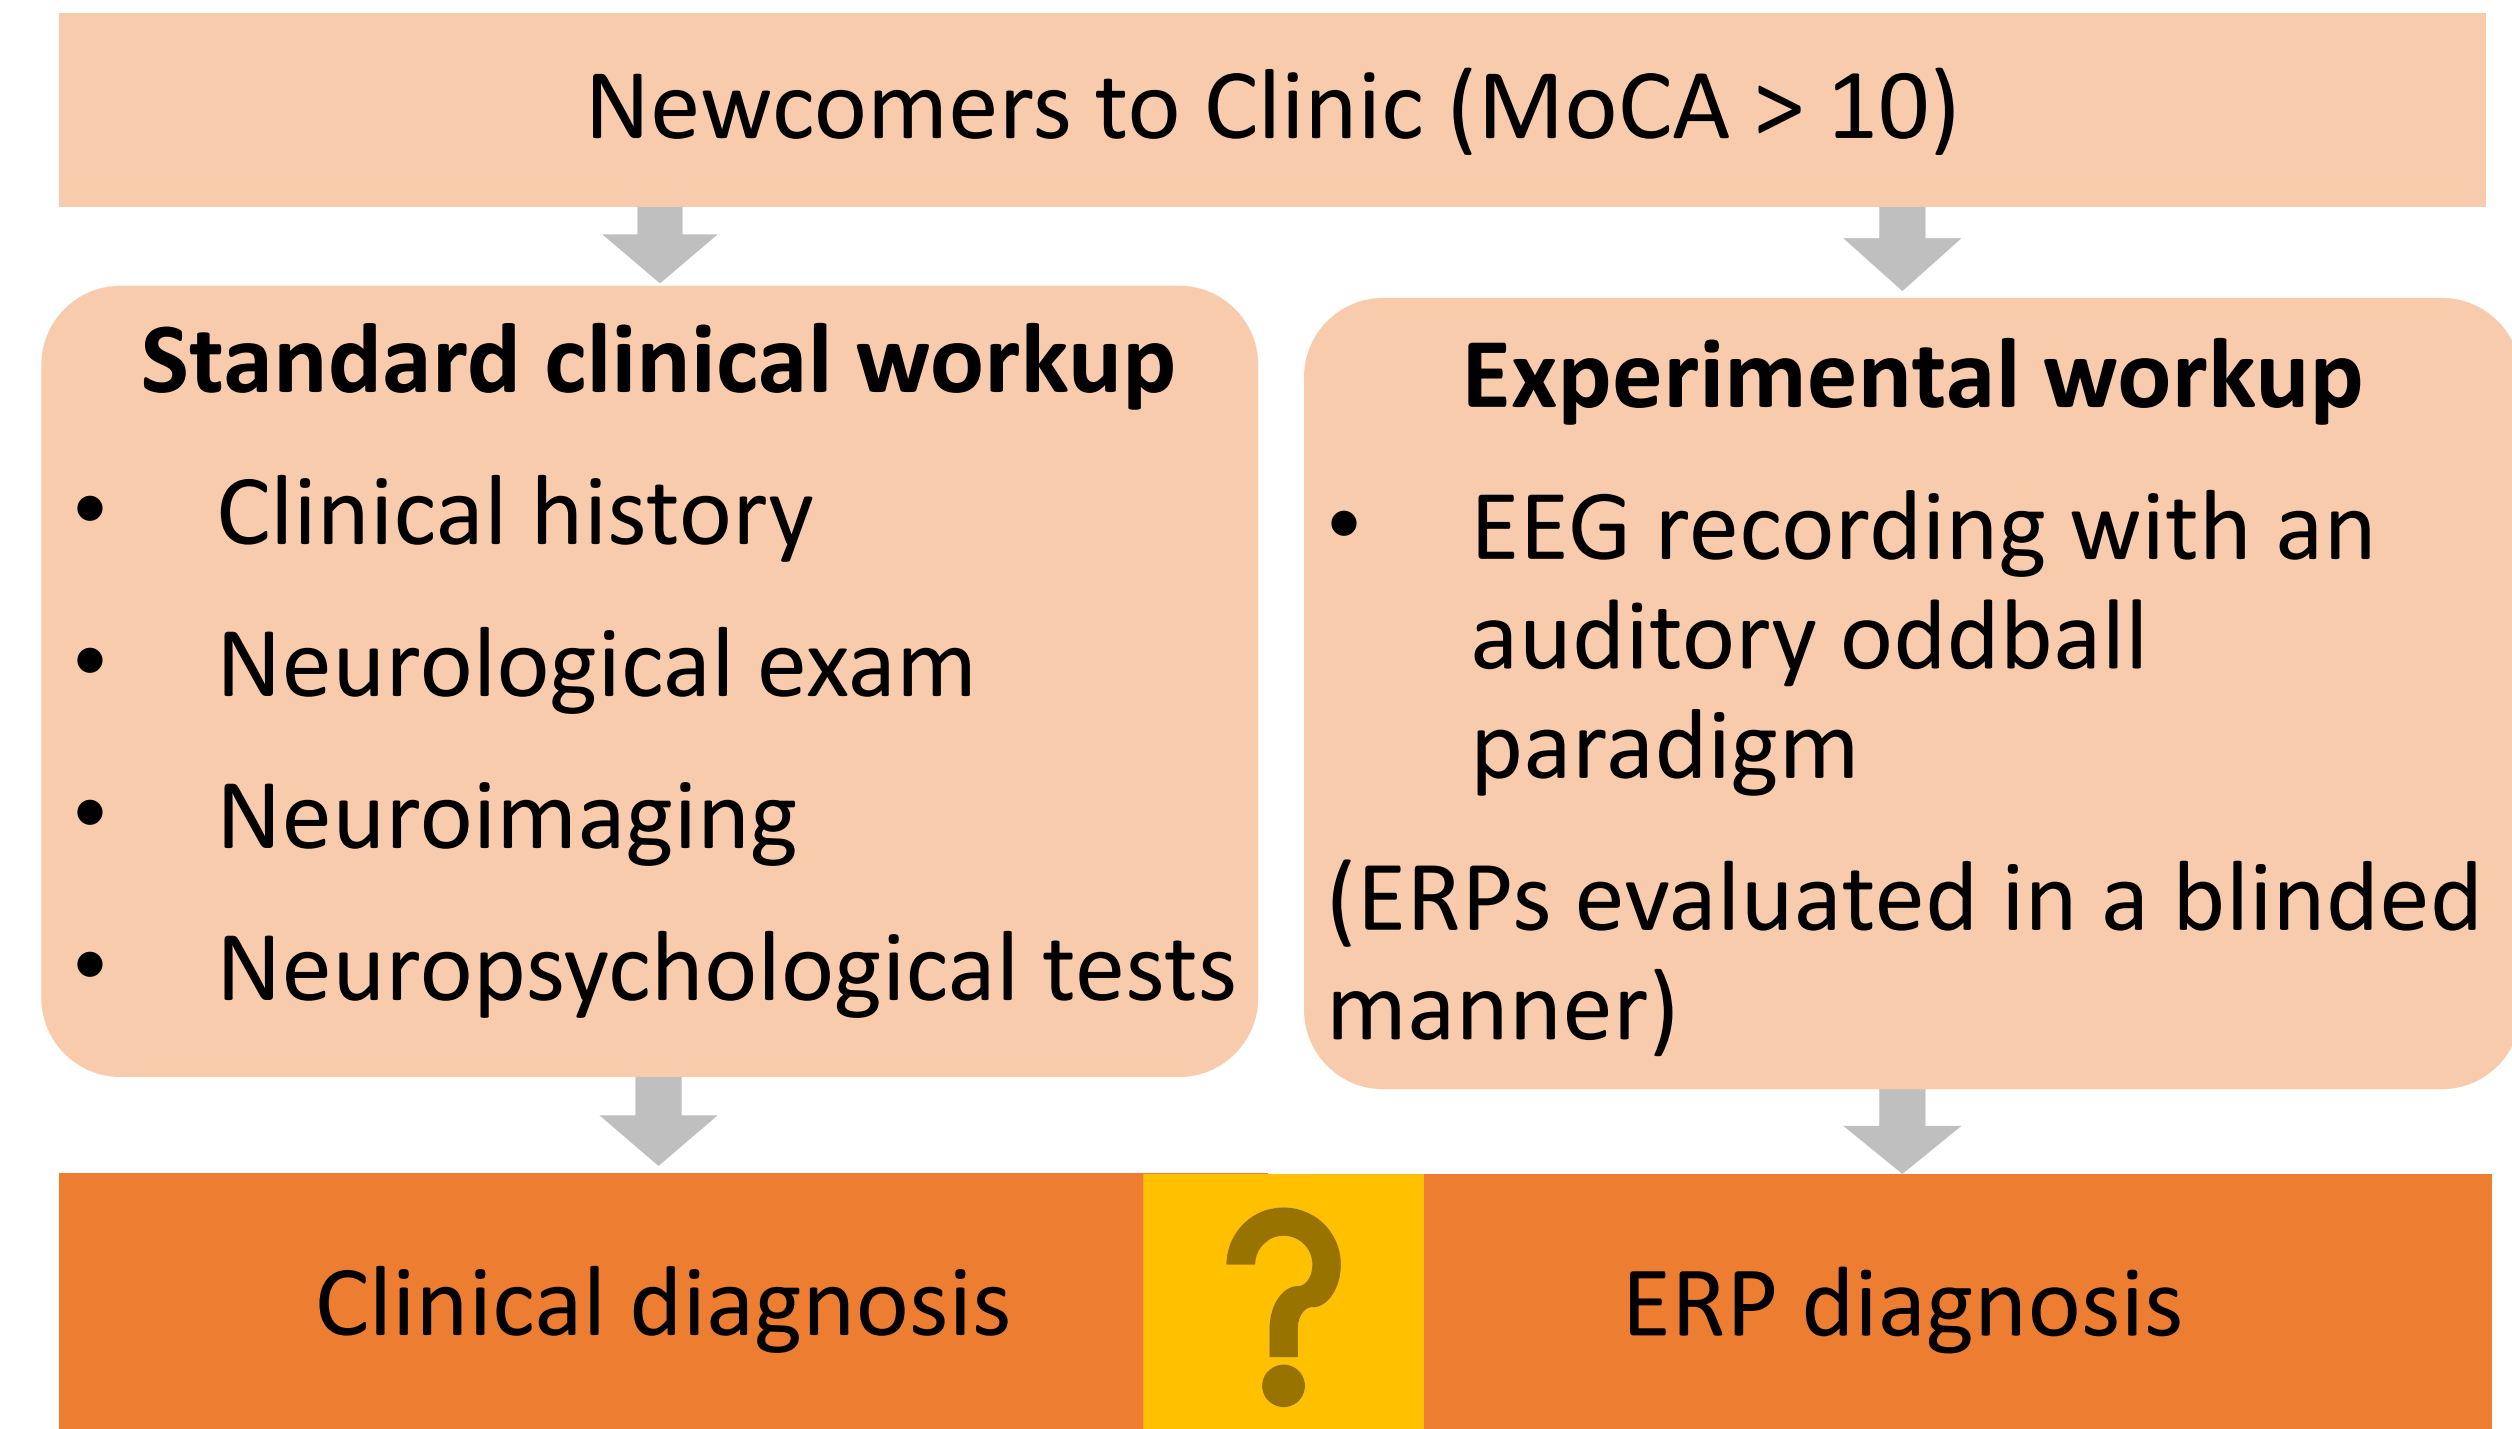 Newcomers to Clinic (MoCA > 10)
Standard clinical workup
• Clinical history
• Neurological exam
• Neuroimaging
• Neuropsychological tests
Experimental workup
• EEG recording with an
auditory oddball
paradigm
(ERPs evaluated in a blinded
manner)
Clinical diagnosis
?
ERP diagnosis